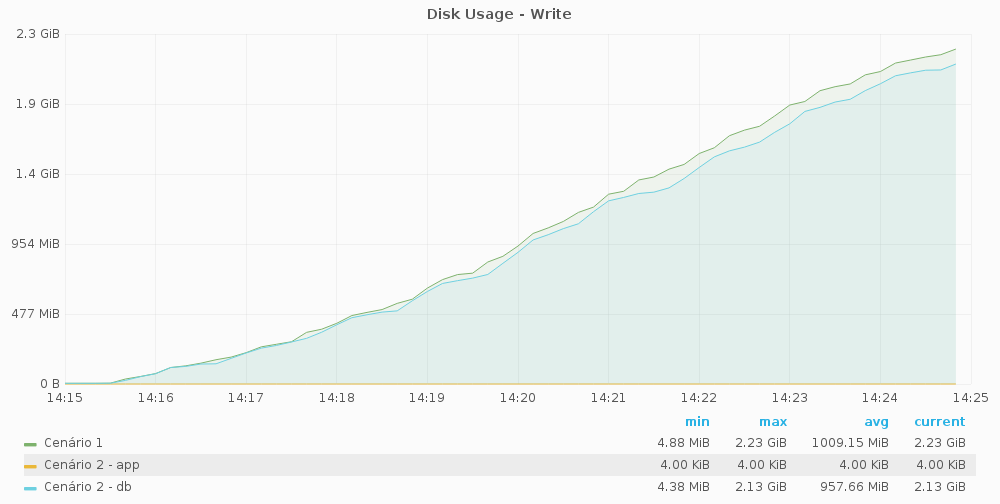 Disk Usage - Write
2.3 GiB
1.9 GiB
1.4 GiB
954 MiB
477 MiB
0 B
14:15 14:16 14:17 14:18 14:19 14:20 14:21 14:22 14:23 14:24 14:25
min max avg current
Cenário 1 4.88 MiB 2.23 GiB 1009.15 MiB 2.23 GiB
Cenário 2 - app 4.00 KiB 4.00 KiB 4.00 KiB 4.00 KiB
Cenário 2 - db 4.38 MiB 2.13 GiB 957.66 MiB 2.13 GiB